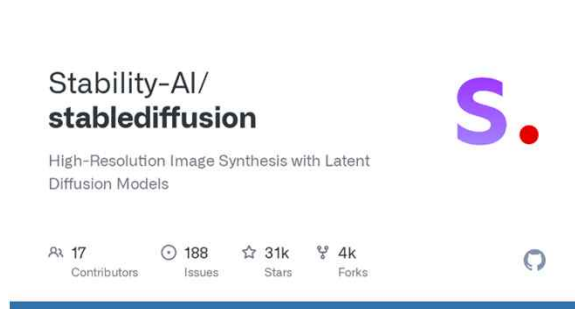 Stability-AI/
stablediffusion
S.
High-Resolution Image Synthesis with Latent
Diffusion Models
17 188 31k 4k
Contributors Issues Stars Forks